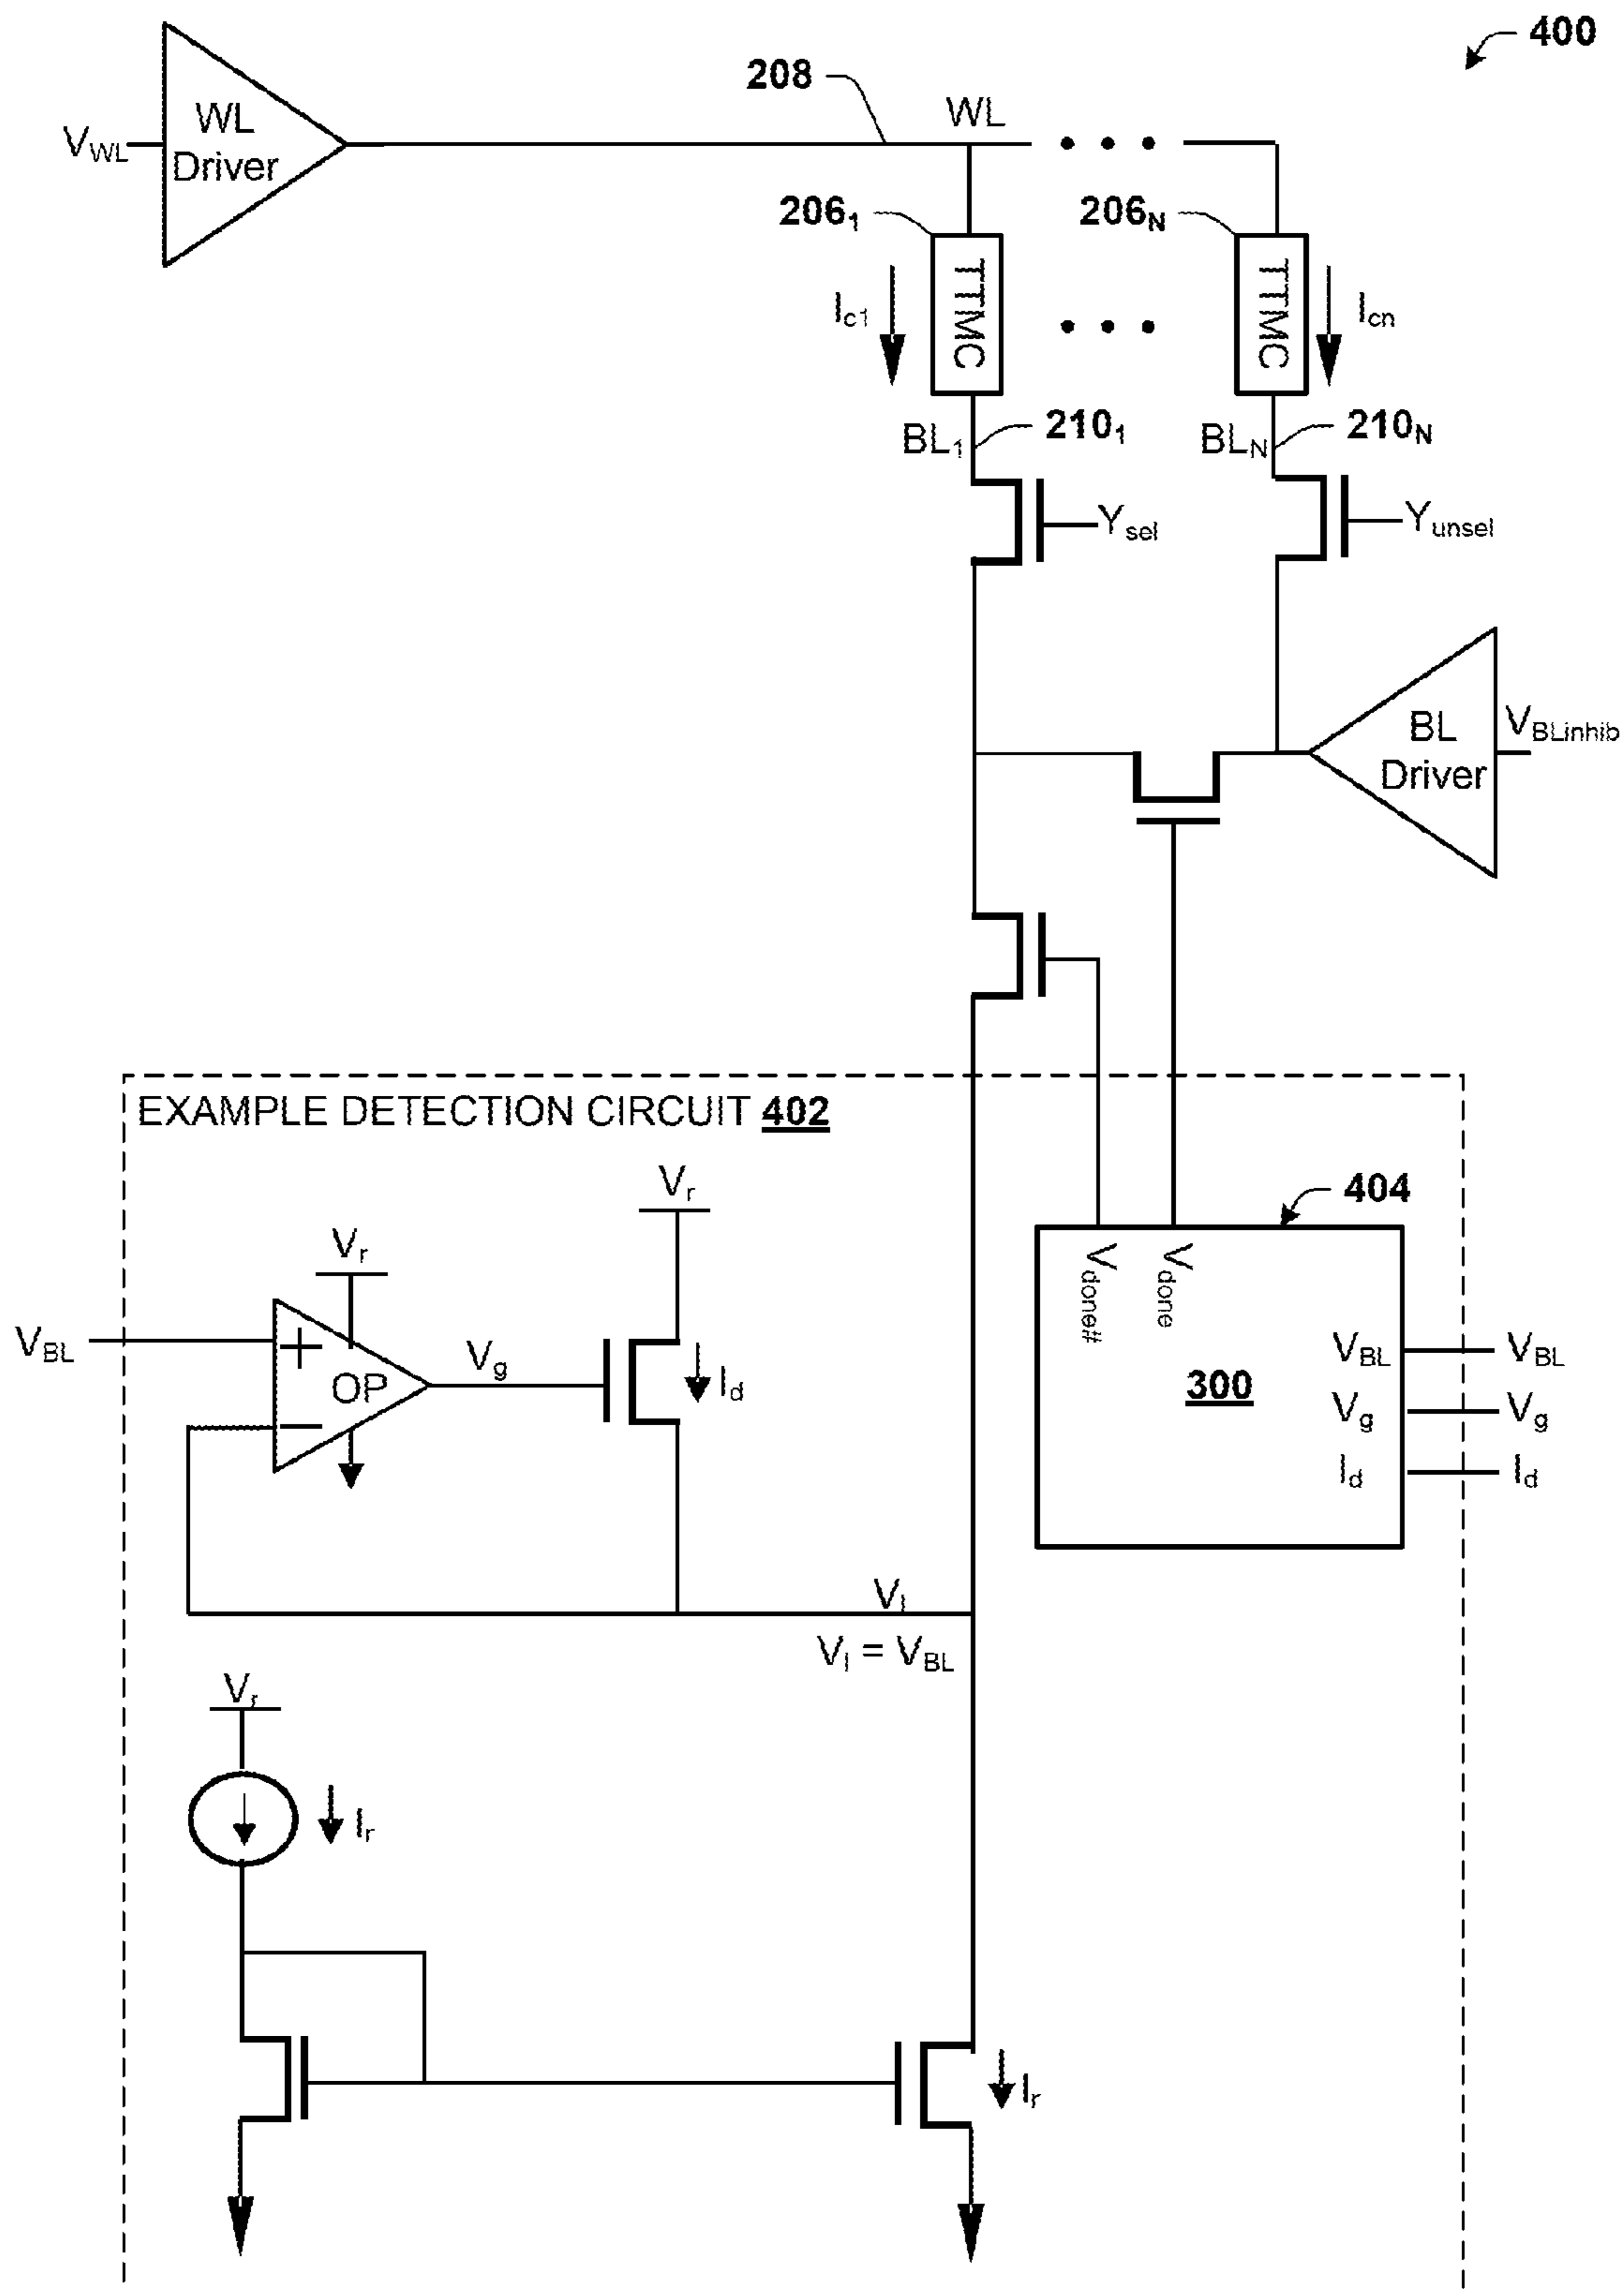 400
208
WL
V_WL
WL
Driver
206_1
206_N
TTMC
TTMC
I_c1
I_cn
BL_1
210_1
BL_N
210_N
Y_sel
Y_unsel
BL
Driver
V_BLinhib
EXAMPLE DETECTION CIRCUIT 402
V_r
404
V_r
V_done#
V_done
V_BL
+
OP
−
V_g
I_d
300
V_BL
V_BL
V_g
V_g
I_d
I_d
V_I
V_I = V_BL
V_r
I_r
I_r